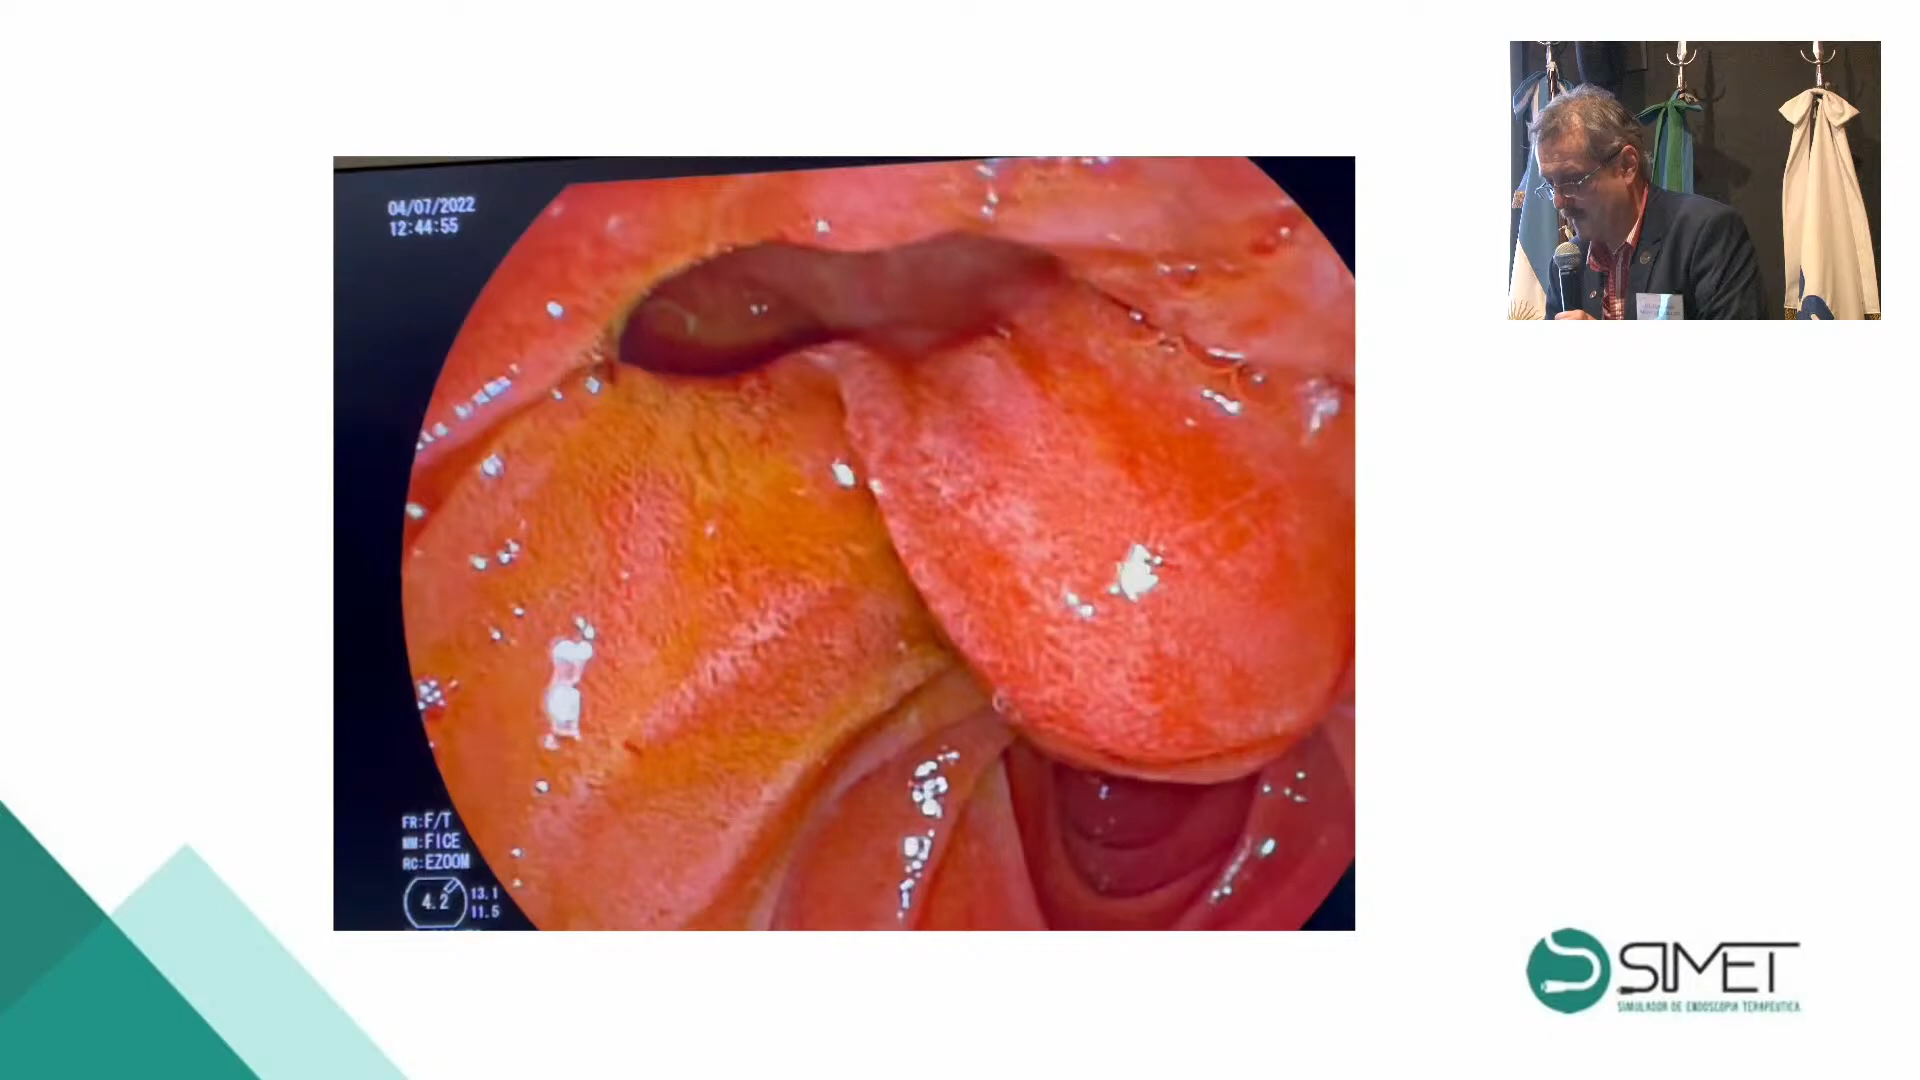 04/07/2022
12:44:55
FR:F/T
NM:FICE
RC:EZOOM
4.2
13.1
11.5
SIMET
SIMULADOR DE ENDOSCOPIA TERAPEUTICA